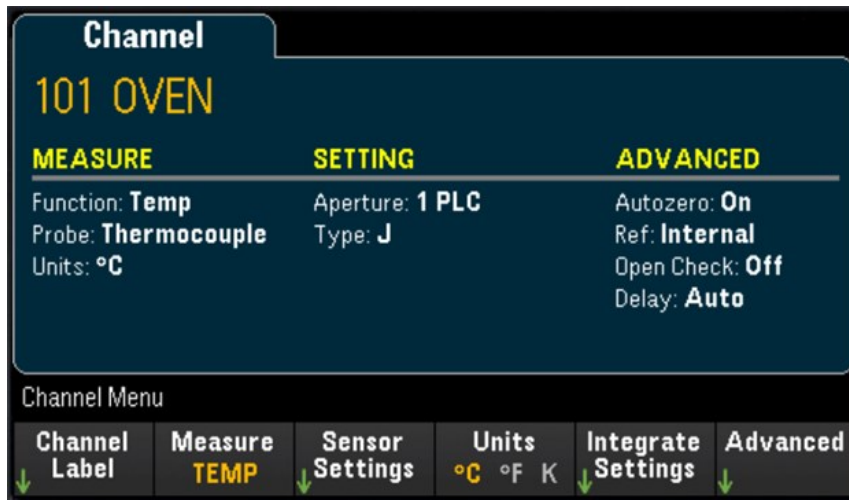 Channel
101 OVEN
MEASURE SETTING ADVANCED
Function: Temp Aperture: 1 PLC Autozero: On
Probe: Thermocouple Type: J Ref: Internal
Units: °C Open Check: Off
Delay: Auto
Channel Menu
Channel Measure Sensor Units Integrate Advanced
Label TEMP Settings °C °F K Settings